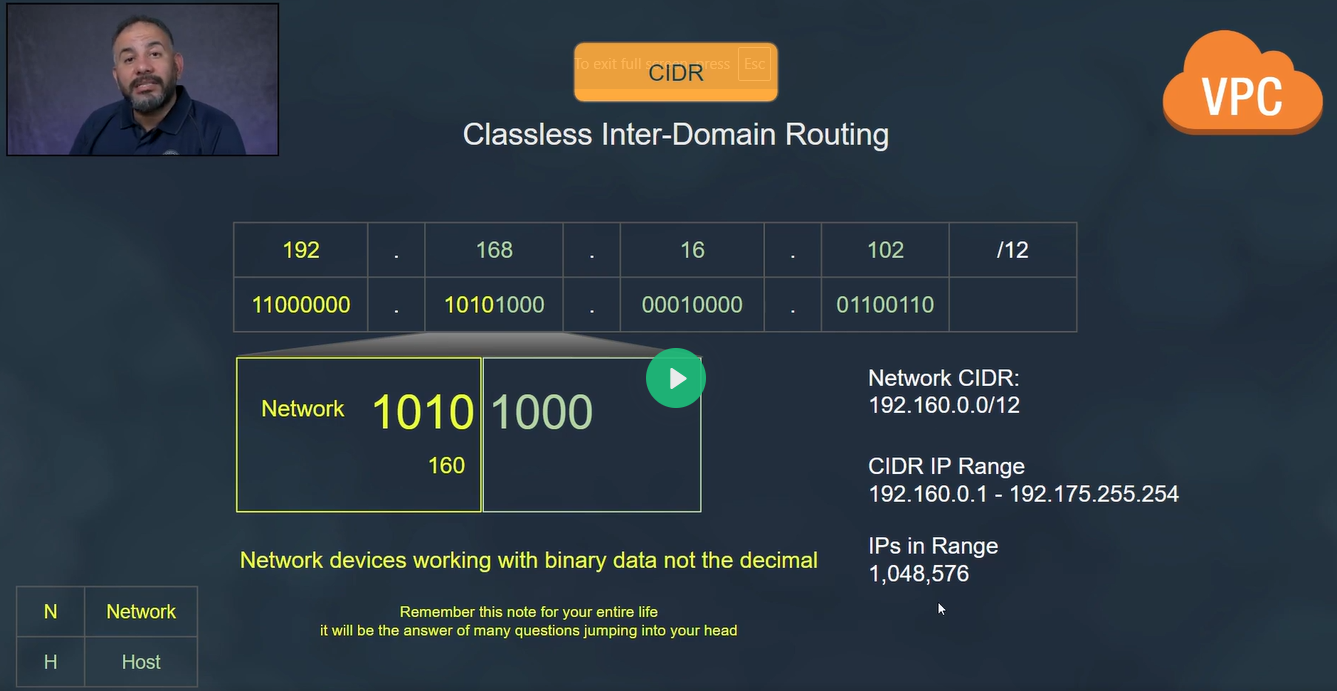 To exit full screen, press Esc
CIDR
VPC
Classless Inter-Domain Routing
192 . 168 . 16 . 102 /12
11000000 . 10101000 . 00010000 . 01100110
Network 1010 1000
160
Network CIDR:
192.160.0.0/12
CIDR IP Range
192.160.0.1 - 192.175.255.254
IPs in Range
1,048,576
Network devices working with binary data not the decimal
Remember this note for your entire life
it will be the answer of many questions jumping into your head
N Network
H Host